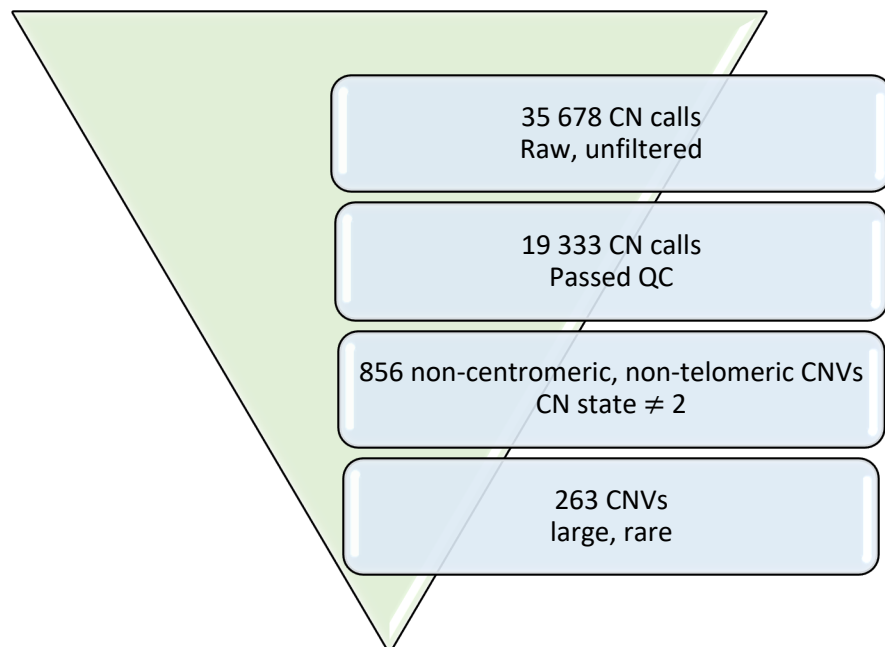 35 678 CN calls
Raw, unfiltered
19 333 CN calls
Passed QC
856 non-centromeric, non-telomeric CNVs
CN state ≠ 2
263 CNVs
large, rare